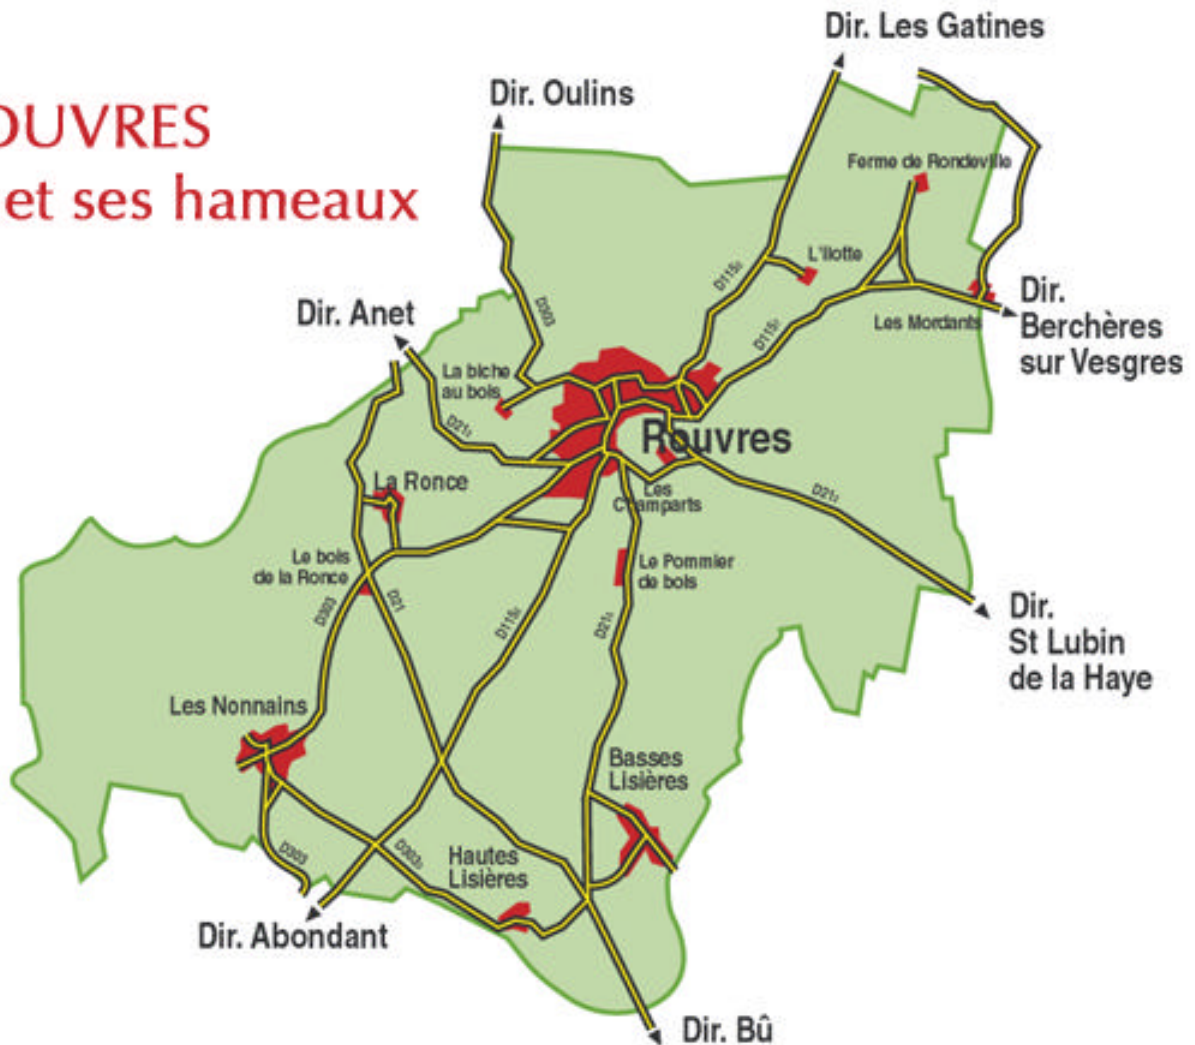 OUVRES
et ses hameaux
Dir. Les Gatines
Dir. Oulins
Ferme de Rondeville
L'ilotte
D115
D303
Dir. Anet
Dir.
Berchères
sur Vesgres
Les Mordants
D115
La biche
au bois
D21
Rouvres
La Ronce
Les
Champarts
D21
Le bois
de la Ronce
Le Pommier
de bois
D303
D21
D115
D21
Dir.
St Lubin
de la Haye
Les Nonnains
Basses
Lisières
D303
D303
Hautes
Lisières
Dir. Abondant
Dir. Bû